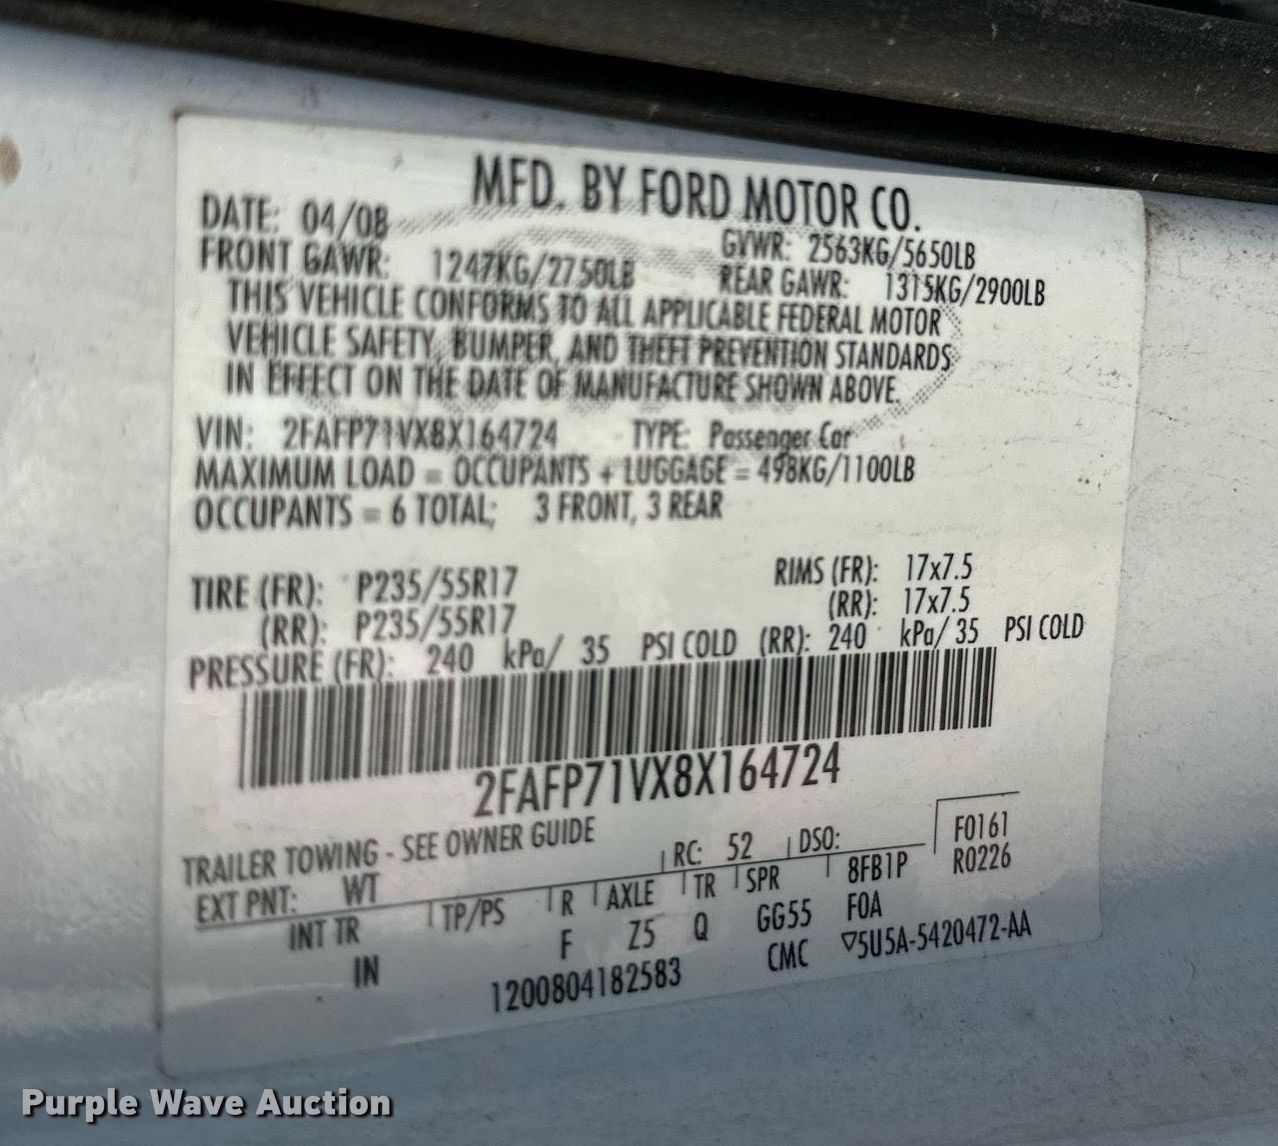 MFD. BY FORD MOTOR CO.
DATE: 04/08 GVWR: 2563KG/5650LB
FRONT GAWR: 1247KG/2750LB REAR GAWR: 1315KG/2900LB
THIS VEHICLE CONFORMS TO ALL APPLICABLE FEDERAL MOTOR
VEHICLE SAFETY, BUMPER, AND THEFT PREVENTION STANDARDS
IN EFFECT ON THE DATE OF MANUFACTURE SHOWN ABOVE.
VIN: 2FAFP71VX8X164724 TYPE: Passenger Car
MAXIMUM LOAD = OCCUPANTS + LUGGAGE = 498KG/1100LB
OCCUPANTS = 6 TOTAL; 3 FRONT, 3 REAR
TIRE (FR): P235/55R17 RIMS (FR): 17x7.5
(RR): P235/55R17 (RR): 17x7.5
PRESSURE (FR): 240 kPa/ 35 PSI COLD (RR): 240 kPa/ 35 PSI COLD
2FAFP71VX8X164724
TRAILER TOWING - SEE OWNER GUIDE
EXT PNT: WT RC: 52 DSO: F0161
R0226
INT TR TP/PS R AXLE TR SPR 8FB1P
IN F Z5 Q GG55 F0A
1200804182583 CMC ▽5U5A-5420472-AA
Purple Wave Auction